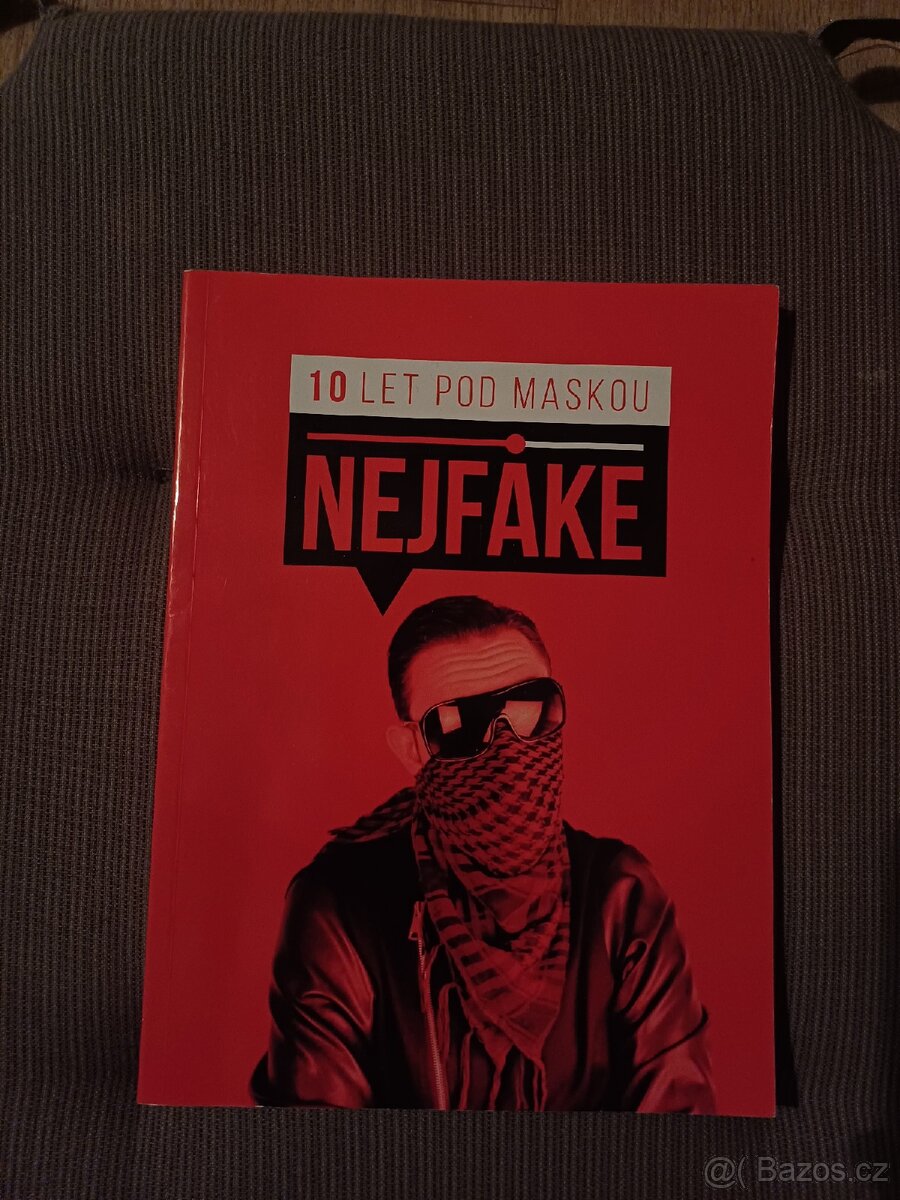 10 LET POD MASKOU
NEJFAKE
@( Bazos.cz